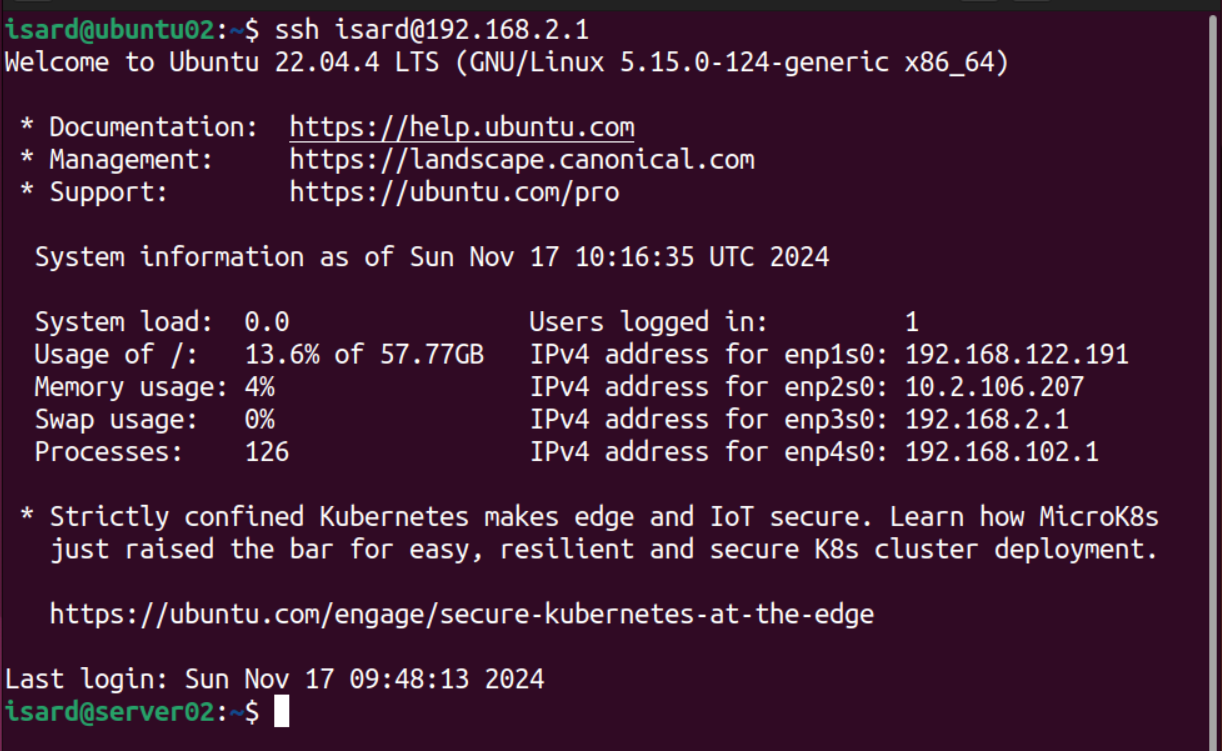 isard@ubuntu02:~$ ssh isard@192.168.2.1
Welcome to Ubuntu 22.04.4 LTS (GNU/Linux 5.15.0-124-generic x86_64)
* Documentation:  https://help.ubuntu.com
* Management:     https://landscape.canonical.com
* Support:        https://ubuntu.com/pro
System information as of Sun Nov 17 10:16:35 UTC 2024
System load:  0.0                Users logged in:         1
Usage of /:   13.6% of 57.77GB   IPv4 address for enp1s0: 192.168.122.191
Memory usage: 4%                 IPv4 address for enp2s0: 10.2.106.207
Swap usage:   0%                 IPv4 address for enp3s0: 192.168.2.1
Processes:    126                IPv4 address for enp4s0: 192.168.102.1
* Strictly confined Kubernetes makes edge and IoT secure. Learn how MicroK8s
just raised the bar for easy, resilient and secure K8s cluster deployment.
https://ubuntu.com/engage/secure-kubernetes-at-the-edge
Last login: Sun Nov 17 09:48:13 2024
isard@server02:~$